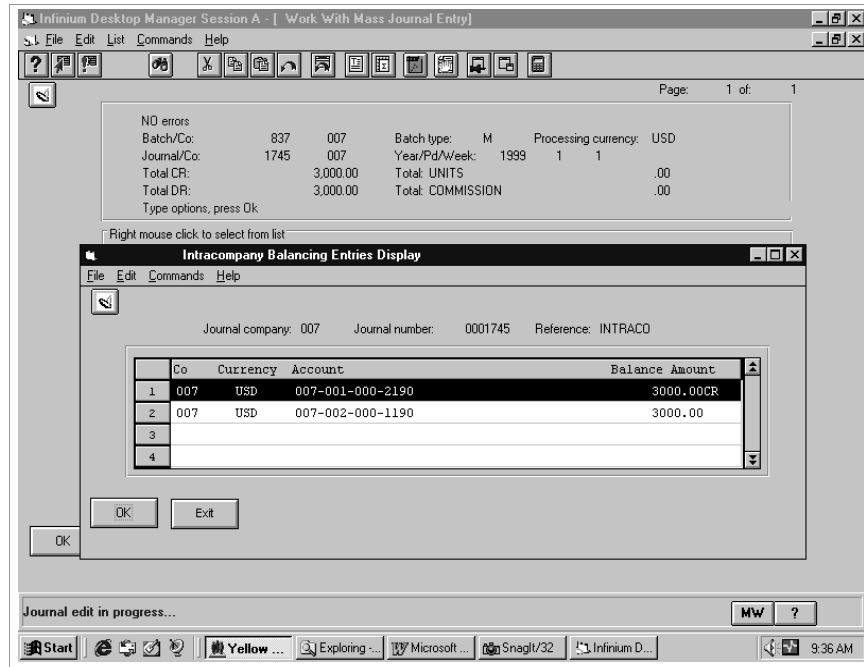 Infinium Desktop Manager Session A - [ Work With Mass Journal Entry]
File Edit List Commands Help
Page: 1 of: 1
NO errors
Batch/Co: 837 007 Batch type: M Processing currency: USD
Journal/Co: 1745 007 Year/Pd/Week: 1999 1 1
Total CR: 3,000.00 Total: UNITS .00
Total DR: 3,000.00 Total: COMMISSION .00
Type options, press Ok
Right mouse click to select from list
Intracompany Balancing Entries Display
File Edit Commands Help
Journal company: 007 Journal number: 0001745 Reference: INTRACO
Co Currency Account Balance Amount
1 007 USD 007-001-000-2190 3000.00CR
2 007 USD 007-002-000-1190 3000.00
3
4
OK Exit
OK
Journal edit in progress...
MW ?
Start Yellow ... Exploring -... Microsoft ... SnagIt/32 Infinium D... 9:36 AM